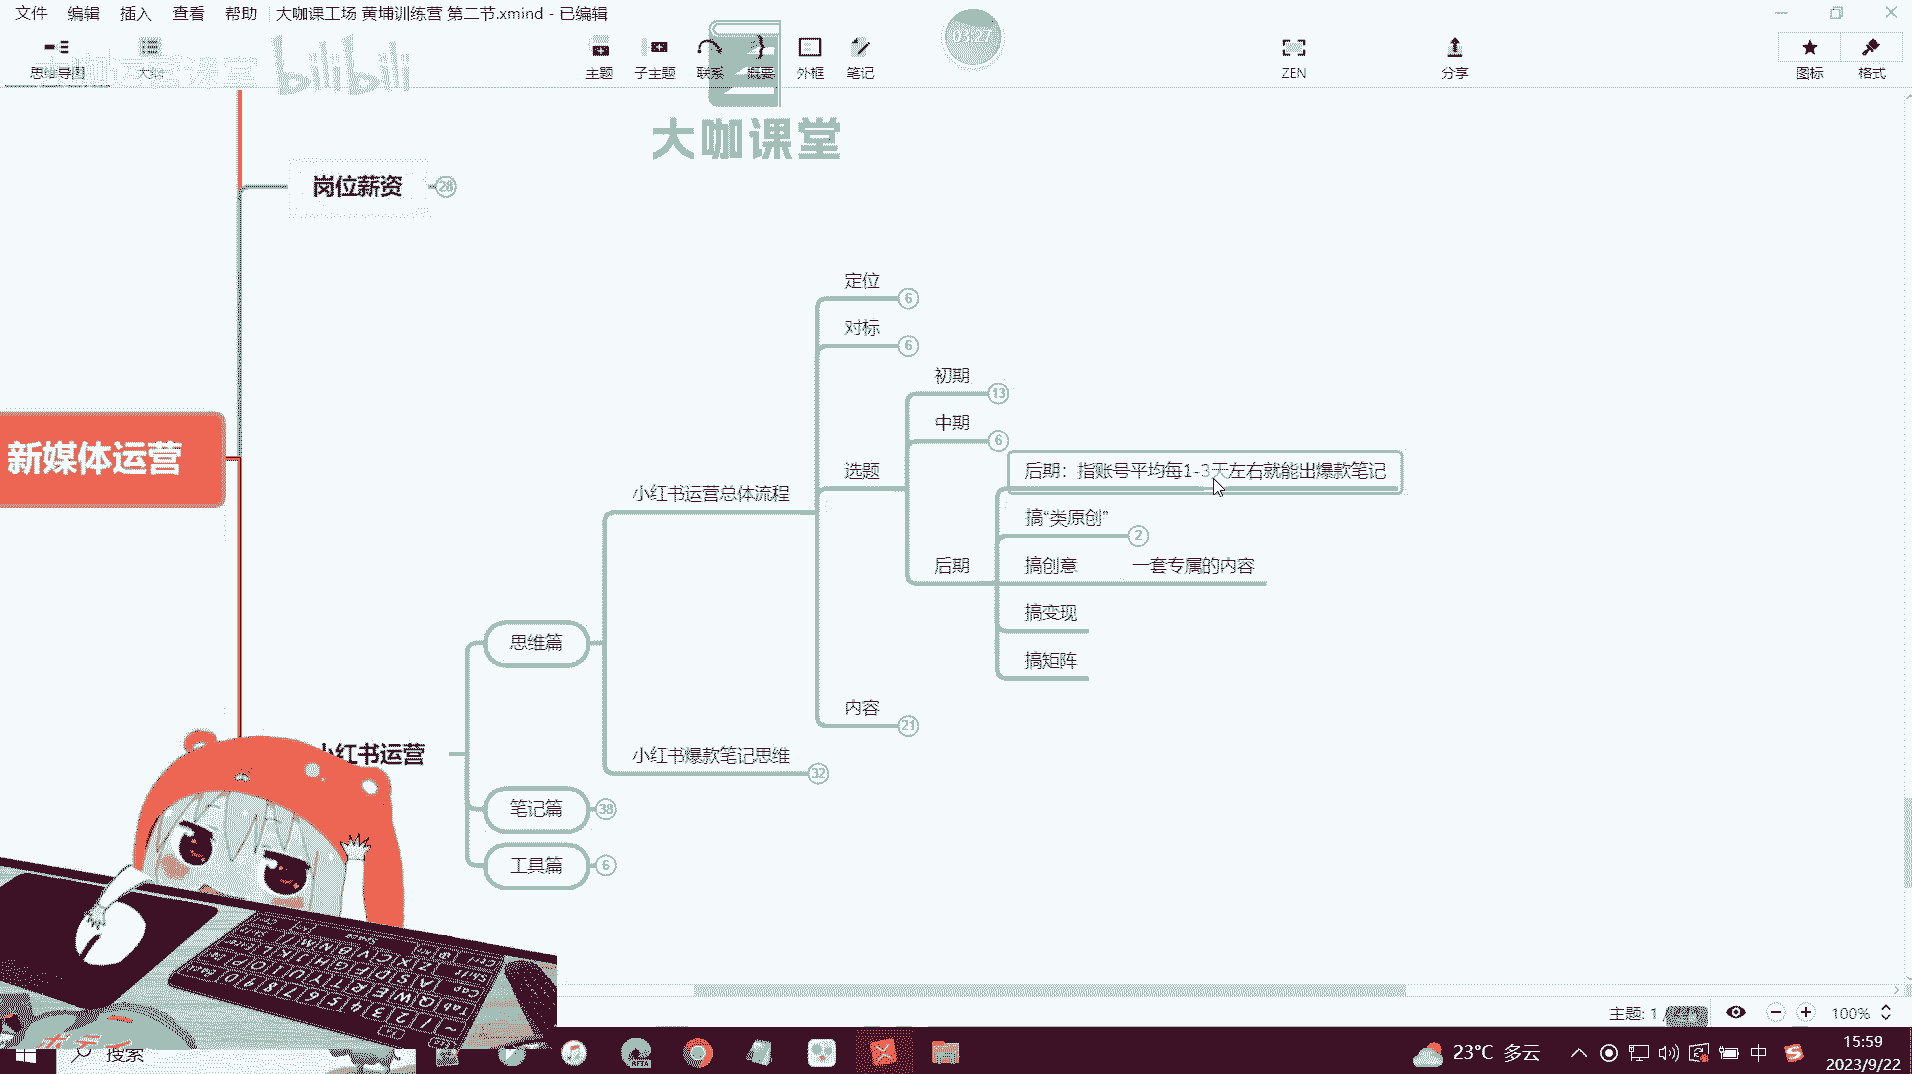 文件 编辑 插入 查看 帮助 大咖课工场 黄埔训练营 第二节.xmind - 已编辑
思维导图 大纲 主题 子主题 联系 概要 外框 笔记 ZEN 分享 图标 格式
bilibili
03:27
大咖课堂
岗位薪资 28
定位 6
对标 6
初期 13
中期 6
后期：指账号平均每1-3天左右就能出爆款笔记
选题
小红书运营总体流程
搞“类原创” 2
后期
搞创意 一套专属的内容
搞变现
搞矩阵
新媒体运营
思维篇
内容 21
小红书爆款笔记思维 32
小红书运营
笔记篇 38
工具篇 6
主题: 1 / 100%
搜索
23°C 多云
中
15:59
2023/9/22